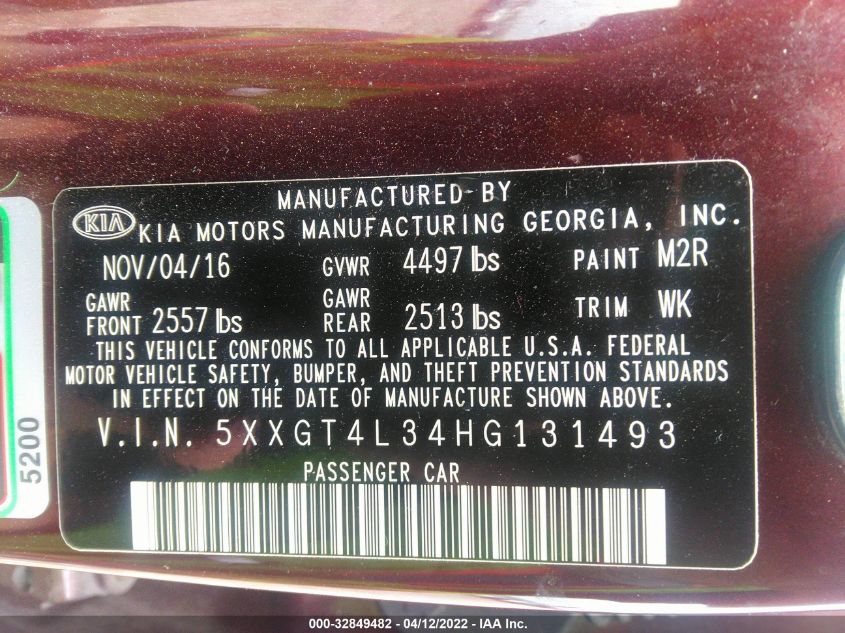 MANUFACTURED BY
KIA KIA MOTORS MANUFACTURING GEORGIA, INC.
NOV/04/16 GVWR 4497 lbs PAINT M2R
GAWR FRONT 2557 lbs GAWR REAR 2513 lbs TRIM WK
THIS VEHICLE CONFORMS TO ALL APPLICABLE U.S.A. FEDERAL
MOTOR VEHICLE SAFETY, BUMPER, AND THEFT PREVENTION STANDARDS
IN EFFECT ON THE DATE OF MANUFACTURE SHOWN ABOVE.
V.I.N. 5XXGT4L34HG131493
PASSENGER CAR
5200
000-32849482 - 04/12/2022 - IAA Inc.